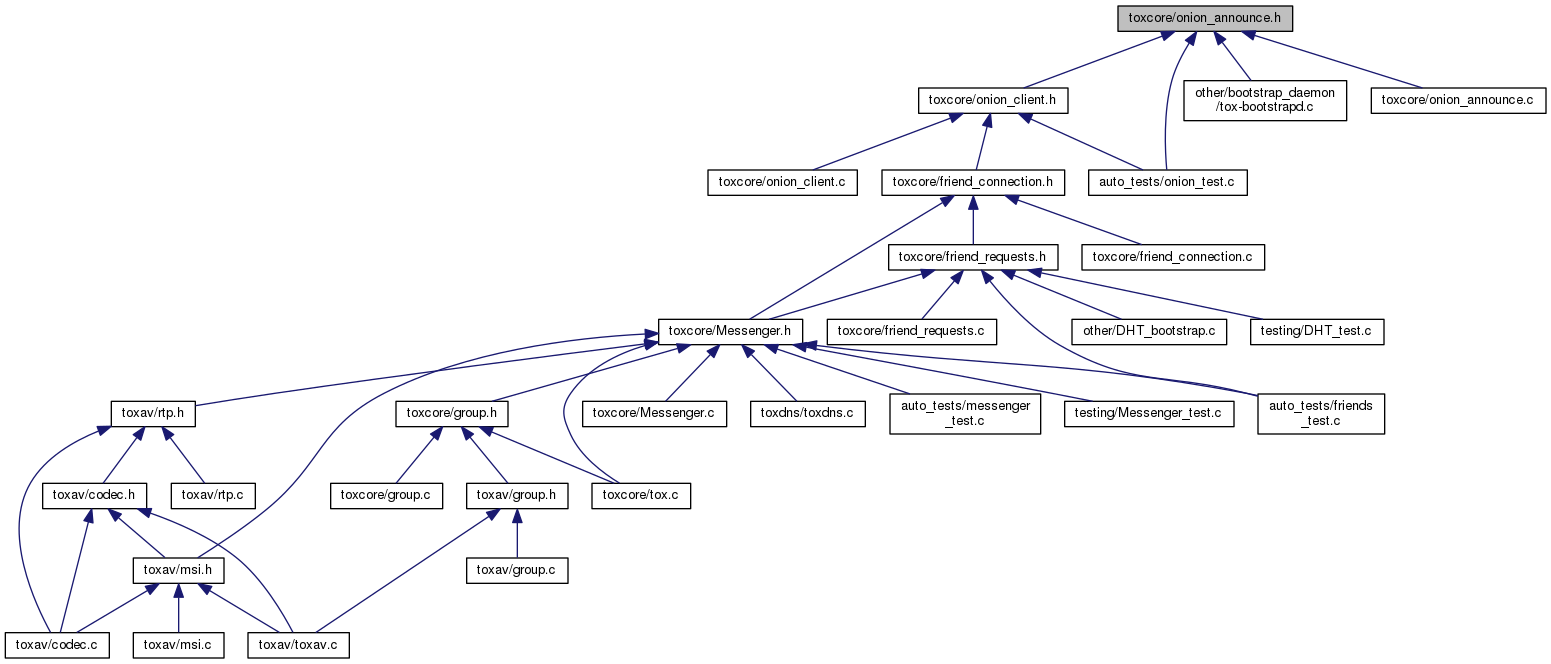 toxcore/onion_announce.h
toxcore/onion_client.h
other/bootstrap_daemon
/tox-bootstrapd.c
toxcore/onion_announce.c
toxcore/onion_client.c
toxcore/friend_connection.h
auto_tests/onion_test.c
toxcore/friend_requests.h
toxcore/friend_connection.c
toxcore/Messenger.h
toxcore/friend_requests.c
other/DHT_bootstrap.c
testing/DHT_test.c
toxav/rtp.h
toxcore/group.h
toxcore/Messenger.c
toxdns/toxdns.c
auto_tests/messenger
_test.c
testing/Messenger_test.c
auto_tests/friends
_test.c
toxav/codec.h
toxav/rtp.c
toxcore/group.c
toxav/group.h
toxcore/tox.c
toxav/msi.h
toxav/group.c
toxav/codec.c
toxav/msi.c
toxav/toxav.c